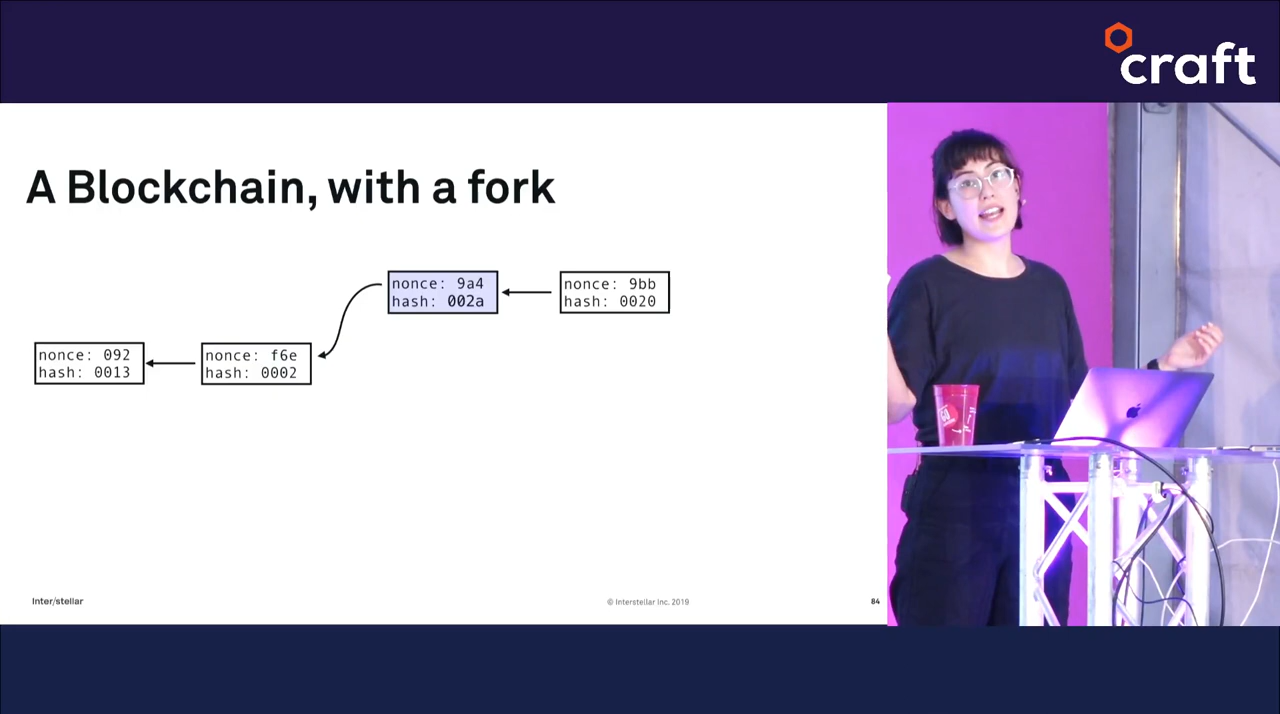 craft
A Blockchain, with a fork
nonce: 9a4
hash: 002a
nonce: 9bb
hash: 0020
nonce: 092
hash: 0013
nonce: f6e
hash: 0002
GO
Inter/stellar
© Interstellar Inc, 2019
84